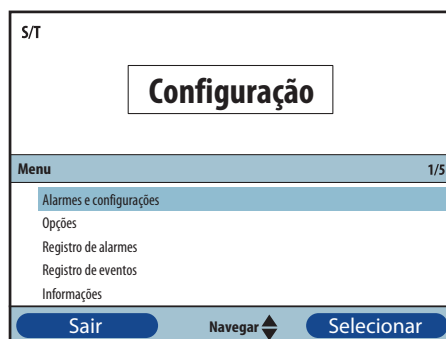 S/T
Configuração
Menu 1/5
Alarmes e configurações
Opções
Registro de alarmes
Registro de eventos
Informações
Sair Navegar Selecionar